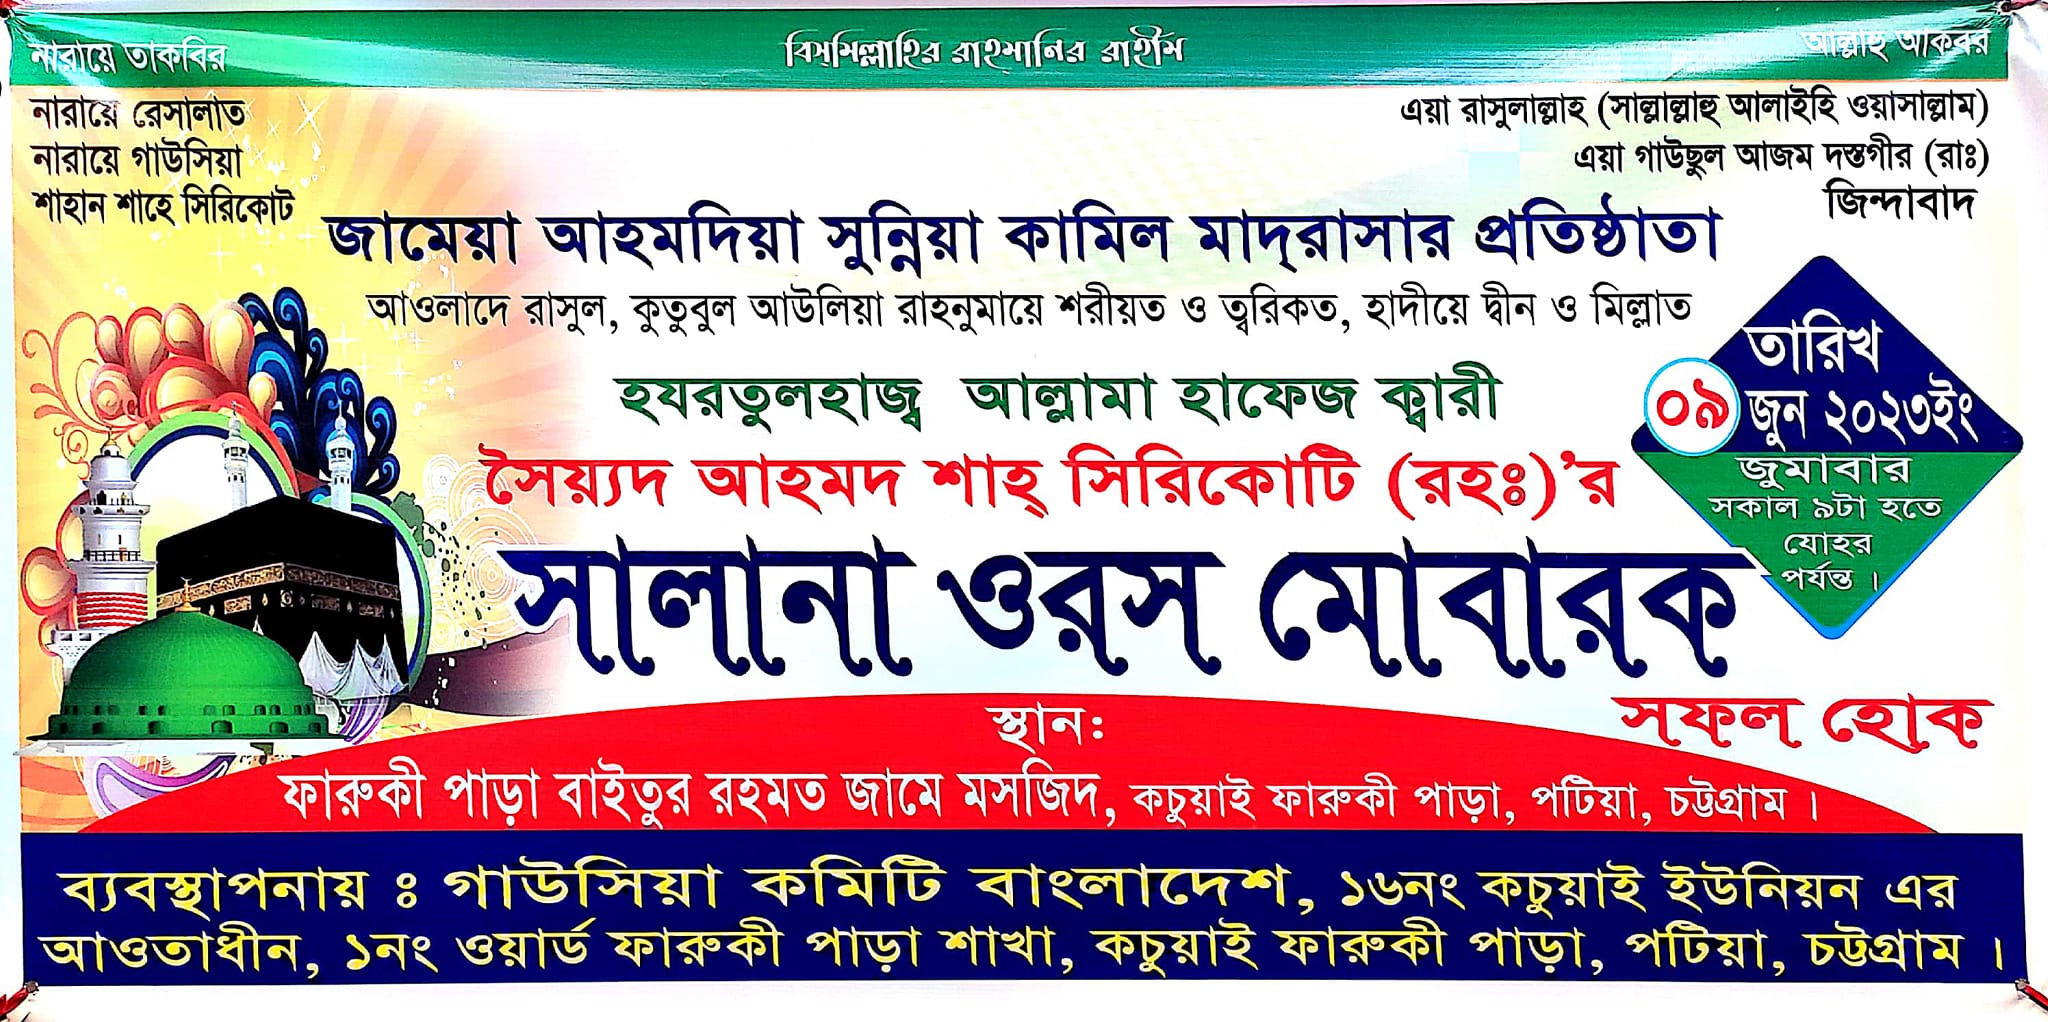 নারায়ে তাকবির
বিস্‌মিল্লাহির রাহ্‌মানির রাহীম
আল্লাহু আকবর
নারায়ে রেসালাত
এয়া রাসুলাল্লাহ (সাল্লাল্লাহু আলাইহি ওয়াসাল্লাম)
নারায়ে গাউসিয়া
এয়া গাউছুল আজম দস্তগীর (রাঃ)
শাহান শাহে সিরিকোট
জিন্দাবাদ
জামেয়া আহমদিয়া সুন্নিয়া কামিল মাদ্‌রাসার প্রতিষ্ঠাতা
আওলাদে রাসুল, কুতুবুল আউলিয়া রাহনুমায়ে শরীয়ত ও ত্বরিকত, হাদীয়ে দ্বীন ও মিল্লাত
হযরতুলহাজ্ব আল্লামা হাফেজ ক্বারী
সৈয়্যদ আহমদ শাহ্ সিরিকোটি (রহঃ)'র
সালানা ওরস মোবারক
সফল হোক
তারিখ
০৯ জুন ২০২৩ইং
জুমাবার
সকাল ৯টা হতে
যোহর
পর্যন্ত ।
স্থান:
ফারুকী পাড়া বাইতুর রহমত জামে মসজিদ, কচুয়াই ফারুকী পাড়া, পটিয়া, চট্টগ্রাম ।
ব্যবস্থাপনায় ঃ গাউসিয়া কমিটি বাংলাদেশ, ১৬নং কচুয়াই ইউনিয়ন এর
আওতাধীন, ১নং ওয়ার্ড ফারুকী পাড়া শাখা, কচুয়াই ফারুকী পাড়া, পটিয়া, চট্টগ্রাম ।